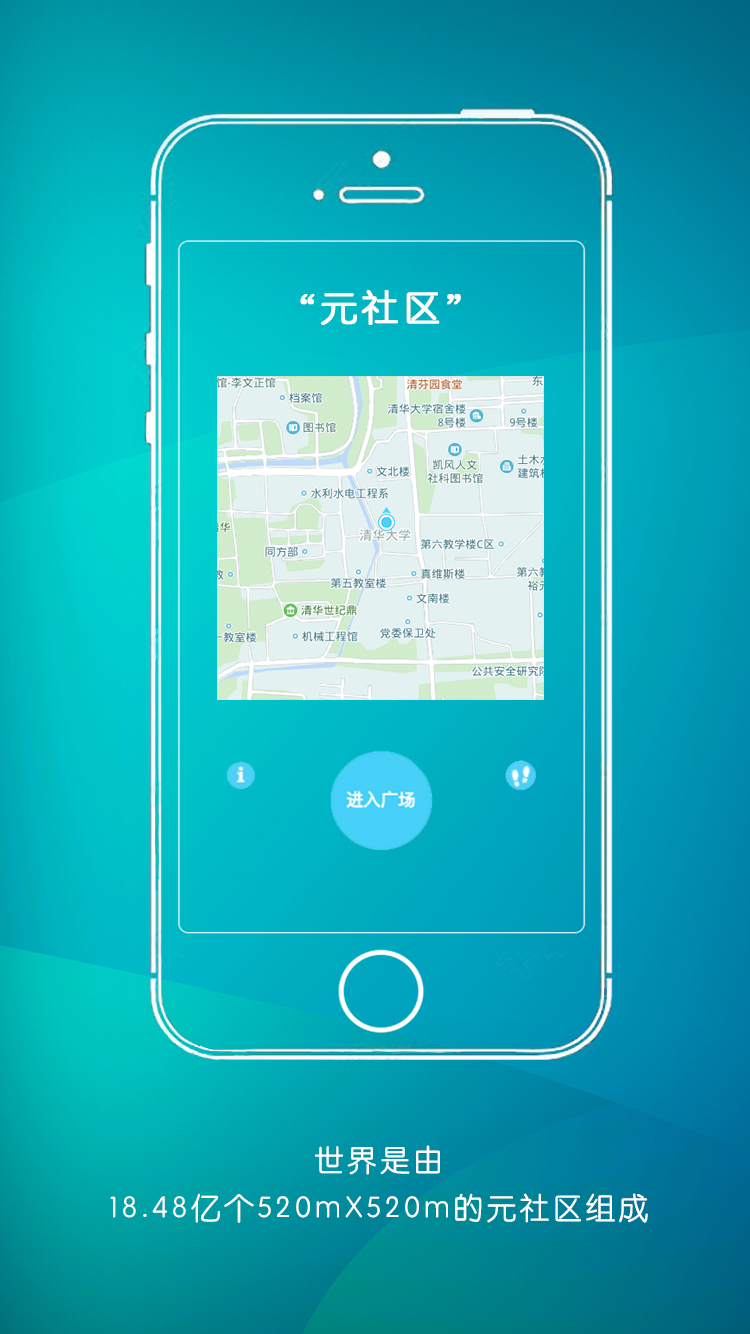 “元社区”
馆-李文正馆
档案馆
清芬园食堂
东
清华大学宿舍楼
8号楼
9号楼
图书馆
凯风人文
社科图书馆
土木
建筑
文北楼
水利水电工程系
清华大学
华
同方部
第六教学楼C区
第五教室楼
真维斯楼
第六教
裕元
文南楼
清华世纪鼎
一教室楼
机械工程馆
党委保卫处
公共安全研究院
进入广场
世界是由
18.48亿个520mX520m的元社区组成